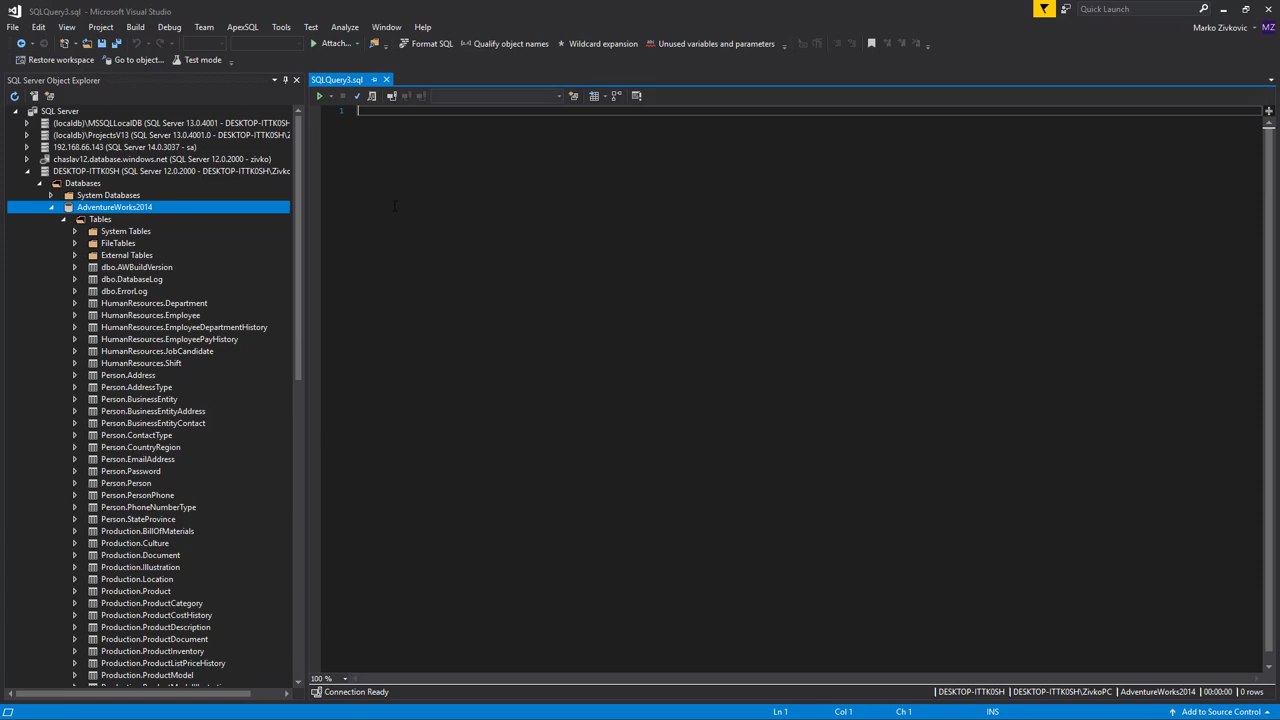 SQLQuery3.sql - Microsoft Visual Studio
Quick Launch
File Edit View Project Build Debug Team ApexSQL Tools Test Analyze Window Help
Marko Zivkovic MZ
Attach... Format SQL Qualify object names Wildcard expansion Unused variables and parameters
Restore workspace Go to object... Test mode
SQL Server Object Explorer
SQLQuery3.sql
SQL Server
1
(localdb)\MSSQLLocalDB (SQL Server 13.0.4001 - DESKTOP-ITTK0SH
(localdb)\ProjectsV13 (SQL Server 13.0.4001.0 - DESKTOP-ITTK0SH\Z
192.168.66.143 (SQL Server 14.0.3037 - sa)
chaslav12.database.windows.net (SQL Server 12.0.2000 - zivko)
DESKTOP-ITTK0SH (SQL Server 12.0.2000 - DESKTOP-ITTK0SH\Zivko
Databases
System Databases
AdventureWorks2014
Tables
System Tables
FileTables
External Tables
dbo.AWBuildVersion
dbo.DatabaseLog
dbo.ErrorLog
HumanResources.Department
HumanResources.Employee
HumanResources.EmployeeDepartmentHistory
HumanResources.EmployeePayHistory
HumanResources.JobCandidate
HumanResources.Shift
Person.Address
Person.AddressType
Person.BusinessEntity
Person.BusinessEntityAddress
Person.BusinessEntityContact
Person.ContactType
Person.CountryRegion
Person.EmailAddress
Person.Password
Person.Person
Person.PersonPhone
Person.PhoneNumberType
Person.StateProvince
Production.BillOfMaterials
Production.Culture
Production.Document
Production.Illustration
Production.Location
Production.Product
Production.ProductCategory
Production.ProductCostHistory
Production.ProductDescription
Production.ProductDocument
Production.ProductInventory
Production.ProductListPriceHistory
Production.ProductModel
100 %
Connection Ready
DESKTOP-ITTK0SH DESKTOP-ITTK0SH\ZivkoPC AdventureWorks2014 00:00:00 0 rows
Ln 1 Col 1 Ch 1 INS Add to Source Control